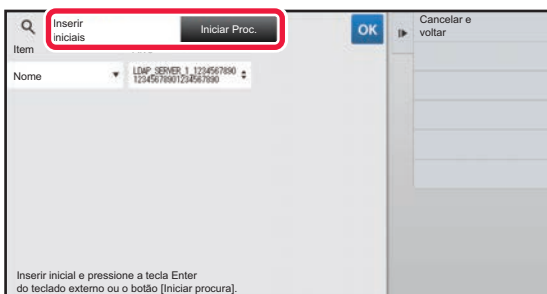 Inserir
iniciais
Iniciar Proc.
OK
Cancelar e
voltar
Item
Nome
LDAP_SERVER_1_1234567890
12345678901234567890
Inserir inicial e pressione a tecla Enter
do teclado externo ou o botão [Iniciar procura].